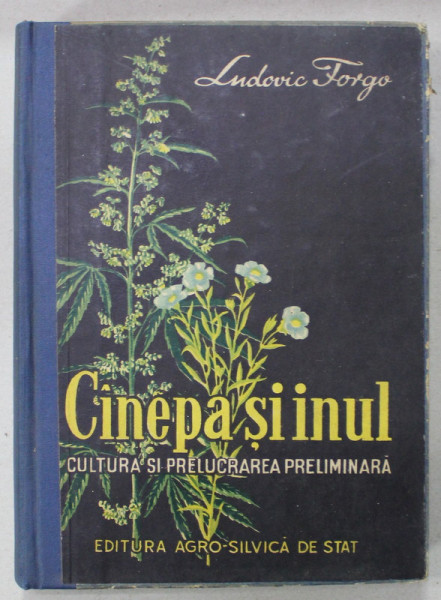 Ludovic Forgo
Cînepa și inul
CULTURA SI PRELUCRAREA PRELIMINARĂ
EDITURA AGRO-SILVICĂ DE STAT